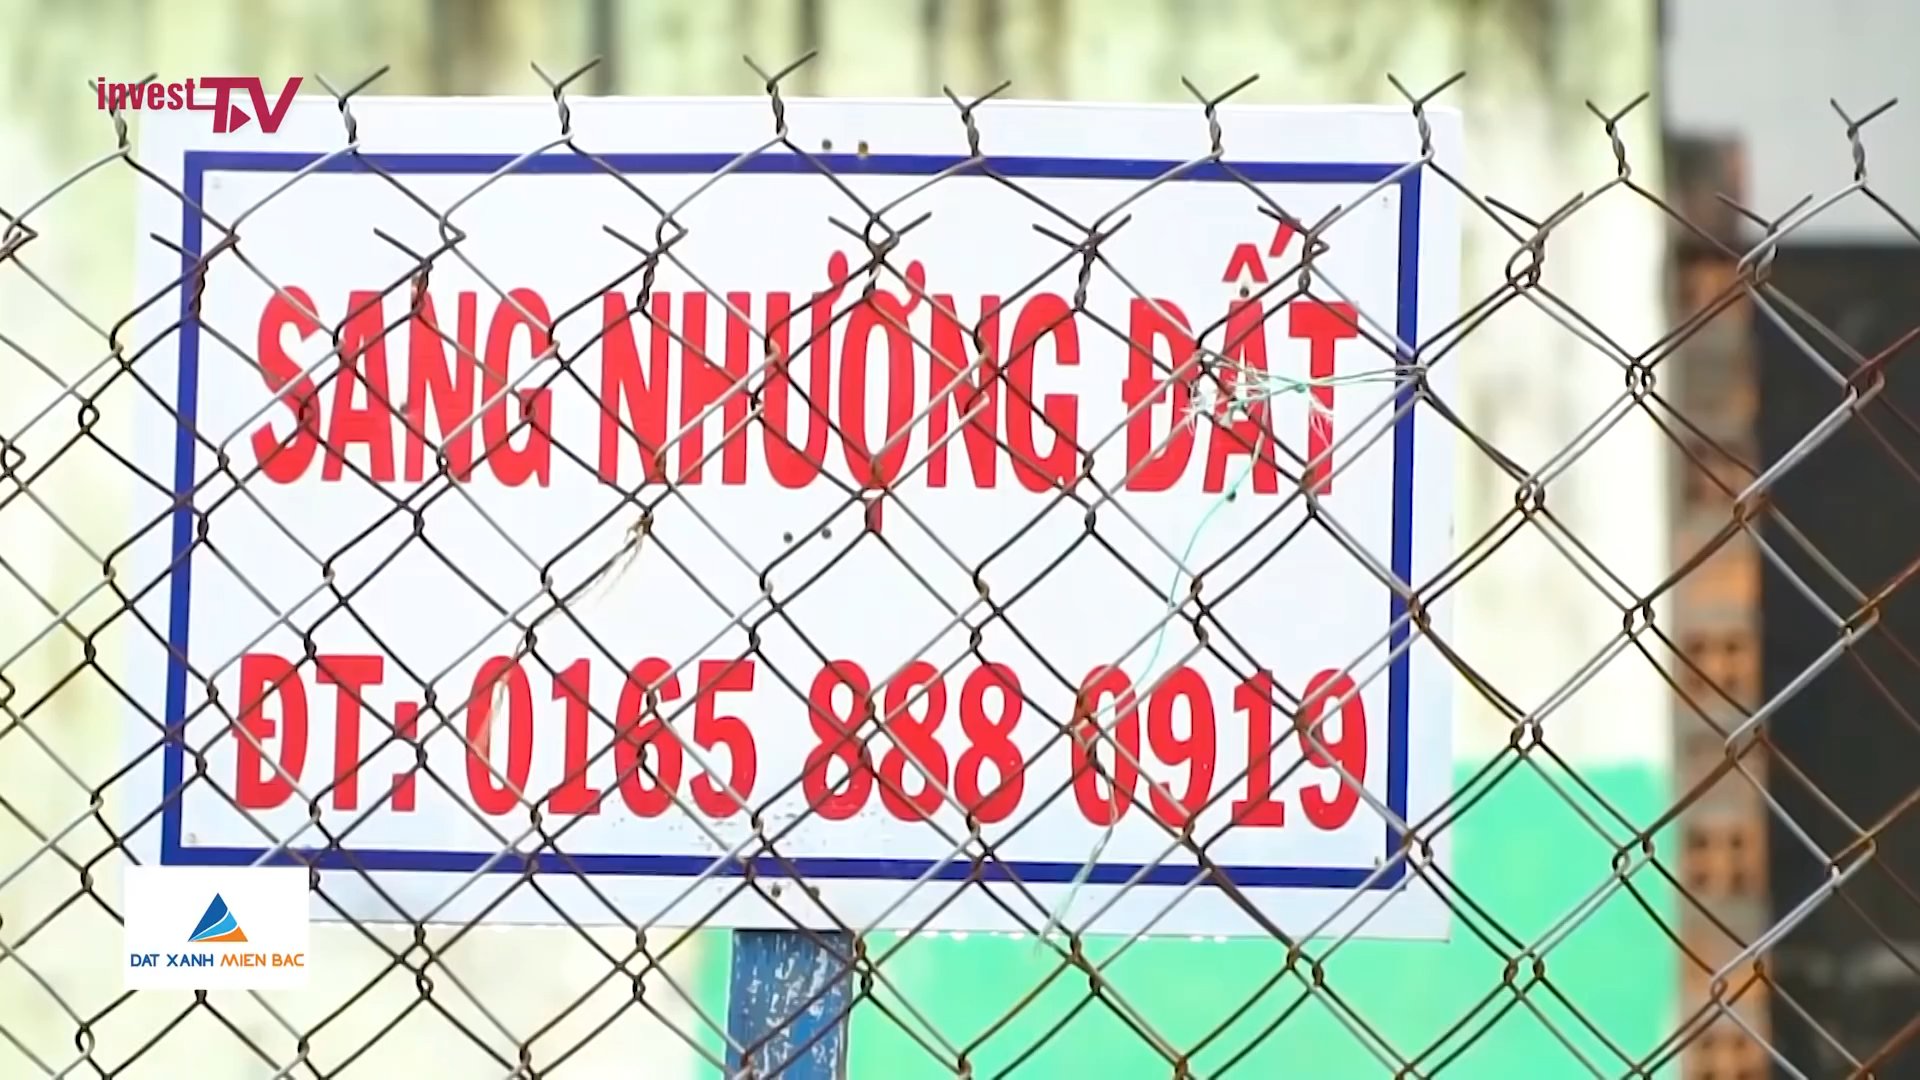 invest TV
SANG NHƯỢNG ĐẤT
ĐT: 0165 888 0919
DAT XANH MIEN BAC